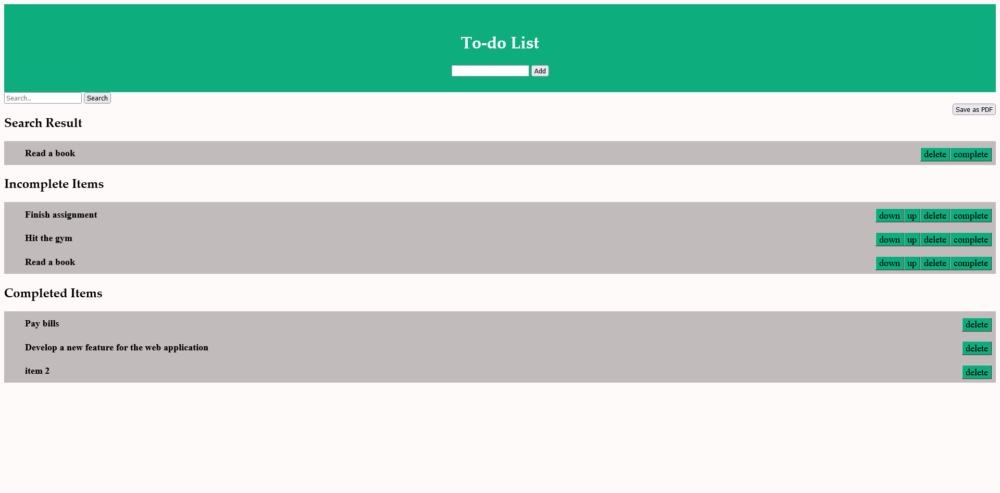 To-do List
Add
Search.. Search
Save as PDF
Search Result
Read a book delete complete
Incomplete Items
Finish assignment down up delete complete
Hit the gym down up delete complete
Read a book down up delete complete
Completed Items
Pay bills delete
Develop a new feature for the web application delete
item 2 delete